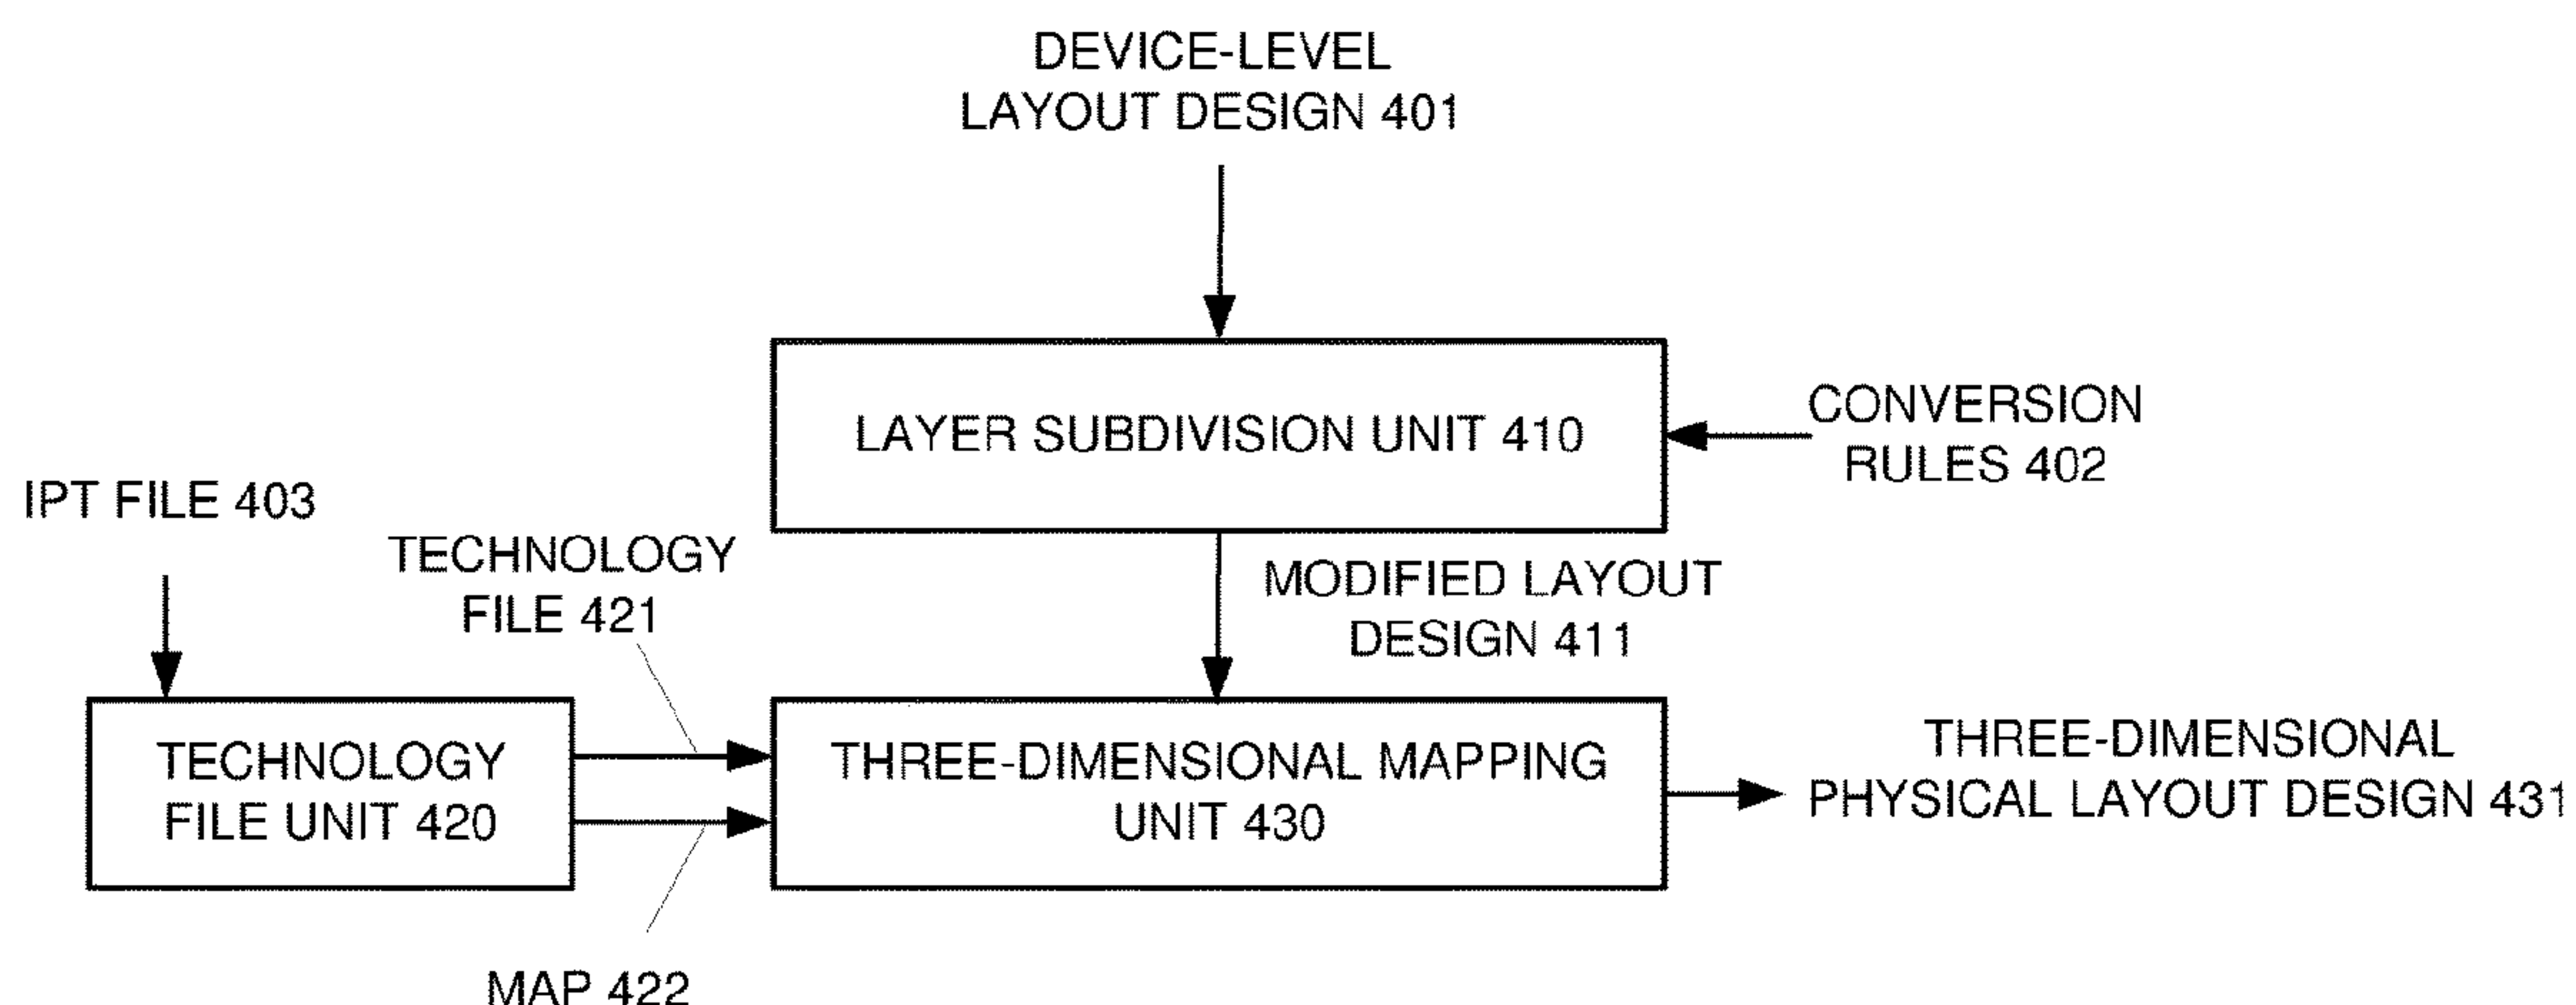 DEVICE-LEVEL
LAYOUT DESIGN 401
LAYER SUBDIVISION UNIT 410
CONVERSION
RULES 402
IPT FILE 403
TECHNOLOGY
FILE 421
MODIFIED LAYOUT
DESIGN 411
TECHNOLOGY
FILE UNIT 420
THREE-DIMENSIONAL MAPPING
UNIT 430
THREE-DIMENSIONAL
PHYSICAL LAYOUT DESIGN 431
MAP 422